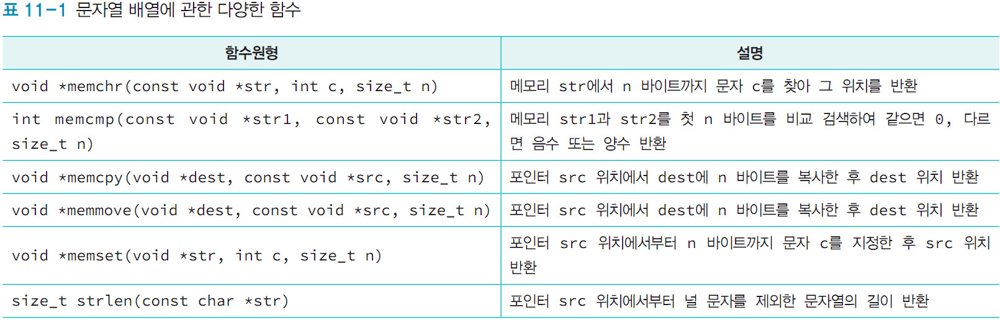 표 11-1 문자열 배열에 관한 다양한 함수
함수원형
설명
void *memchr(const void *str, int c, size_t n)
메모리 str에서 n 바이트까지 문자 c를 찾아 그 위치를 반환
int memcmp(const void *str1, const void *str2,
size_t n)
메모리 str1과 str2를 첫 n 바이트를 비교 검색하여 같으면 0, 다르
면 음수 또는 양수 반환
void *memcpy(void *dest, const void *src, size_t n)
포인터 src 위치에서 dest에 n 바이트를 복사한 후 dest 위치 반환
void *memmove(void *dest, const void *src, size_t n)
포인터 src 위치에서 dest에 n 바이트를 복사한 후 dest 위치 반환
void *memset(void *str, int c, size_t n)
포인터 src 위치에서부터 n 바이트까지 문자 c를 지정한 후 src 위치
반환
size_t strlen(const char *str)
포인터 src 위치에서부터 널 문자를 제외한 문자열의 길이 반환